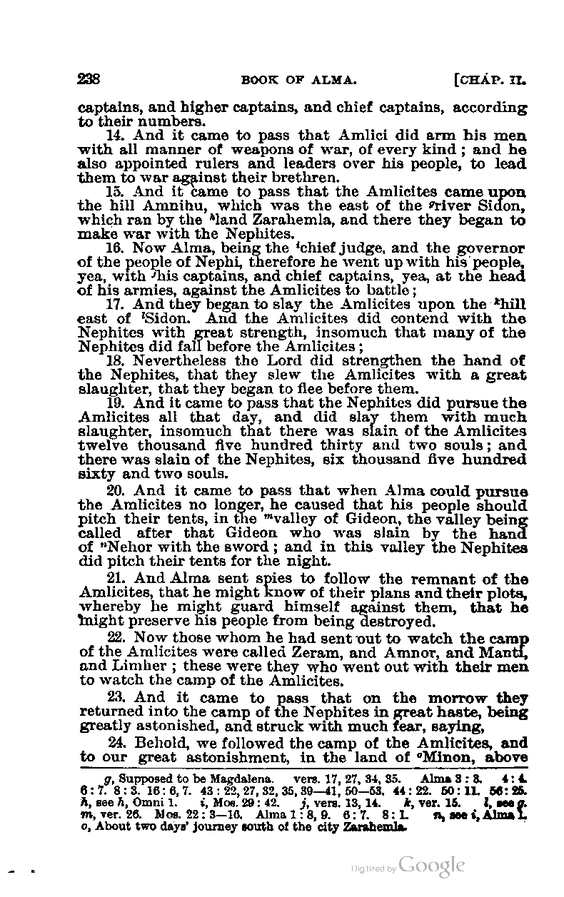 238 BOOK OF ALMA. [CHAP. II.
captains, and higher captains, and chief captains, according
to their numbers.
14. And it came to pass that Amlici did arm his men
with all manner of weapons of war, of every kind; and he
also appointed rulers and leaders over his people, to lead
them to war against their brethren.
15. And it came to pass that the Amlicites came upon
the hill Amnihu, which was the east of the ᵍriver Sidon,
which ran by the ʰland Zarahemla, and there they began to
make war with the Nephites.
16. Now Alma, being the ⁱchief judge, and the governor
of the people of Nephi, therefore he went up with his people,
yea, with ʲhis captains, and chief captains, yea, at the head
of his armies, against the Amlicites to battle;
17. And they began to slay the Amlicites upon the ᵏhill
east of ˡSidon. And the Amlicites did contend with the
Nephites with great strength, insomuch that many of the
Nephites did fall before the Amlicites;
18. Nevertheless the Lord did strengthen the hand of
the Nephites, that they slew the Amlicites with a great
slaughter, that they began to flee before them.
19. And it came to pass that the Nephites did pursue the
Amlicites all that day, and did slay them with much
slaughter, insomuch that there was slain of the Amlicites
twelve thousand five hundred thirty and two souls; and
there was slain of the Nephites, six thousand five hundred
sixty and two souls.
20. And it came to pass that when Alma could pursue
the Amlicites no longer, he caused that his people should
pitch their tents, in the ᵐvalley of Gideon, the valley being
called after that Gideon who was slain by the hand
of ⁿNehor with the sword; and in this valley the Nephites
did pitch their tents for the night.
21. And Alma sent spies to follow the remnant of the
Amlicites, that he might know of their plans and their plots,
whereby he might guard himself against them, that he
might preserve his people from being destroyed.
22. Now those whom he had sent out to watch the camp
of the Amlicites were called Zeram, and Amnor, and Manti,
and Limher; these were they who went out with their men
to watch the camp of the Amlicites.
23. And it came to pass that on the morrow they
returned into the camp of the Nephites in great haste, being
greatly astonished, and struck with much fear, saying,
24. Behold, we followed the camp of the Amlicites, and
to our great astonishment, in the land of ᵒMinon, above
g, Supposed to be Magdalena. vers. 17, 27, 34, 35. Alma 3:3. 4:4.
6:7. 8:3. 16:6, 7. 43:22, 27, 32, 35, 39—41, 50—53. 44:22. 50:11. 56:25.
h, see h, Omni 1. i, Mos. 29:42. j, vers. 13, 14. k, ver. 15. l, see g.
m, ver. 26. Mos. 22:3—16. Alma 1:8, 9. 6:7. 8:1. n, see i, Alma 1.
o, About two days' journey south of the city Zarahemla.
Digitized by Google